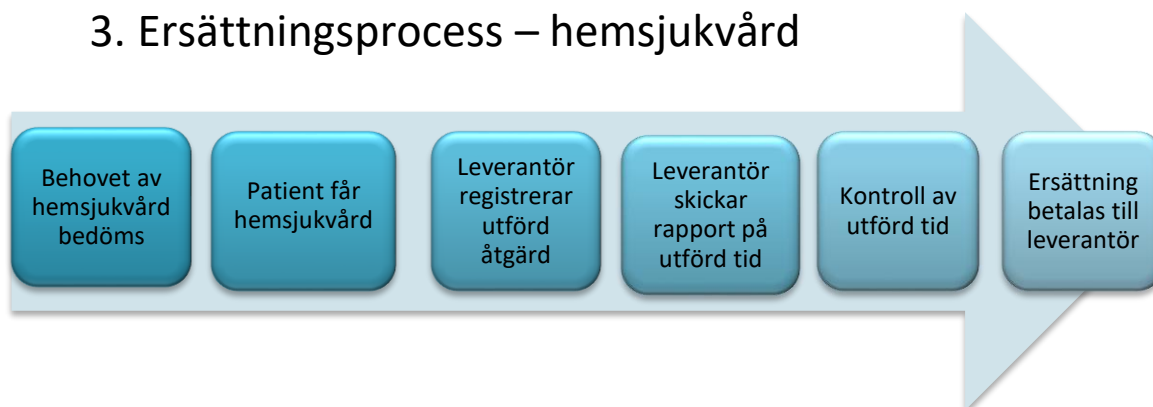 3. Ersättningsprocess – hemsjukvård
Behovet av
hemsjukvård
bedöms
Patient får
hemsjukvård
Leverantör
registrerar
utförd
åtgärd
Leverantör
skickar
rapport på
utförd tid
Kontroll av
utförd tid
Ersättning
betalas till
leverantör